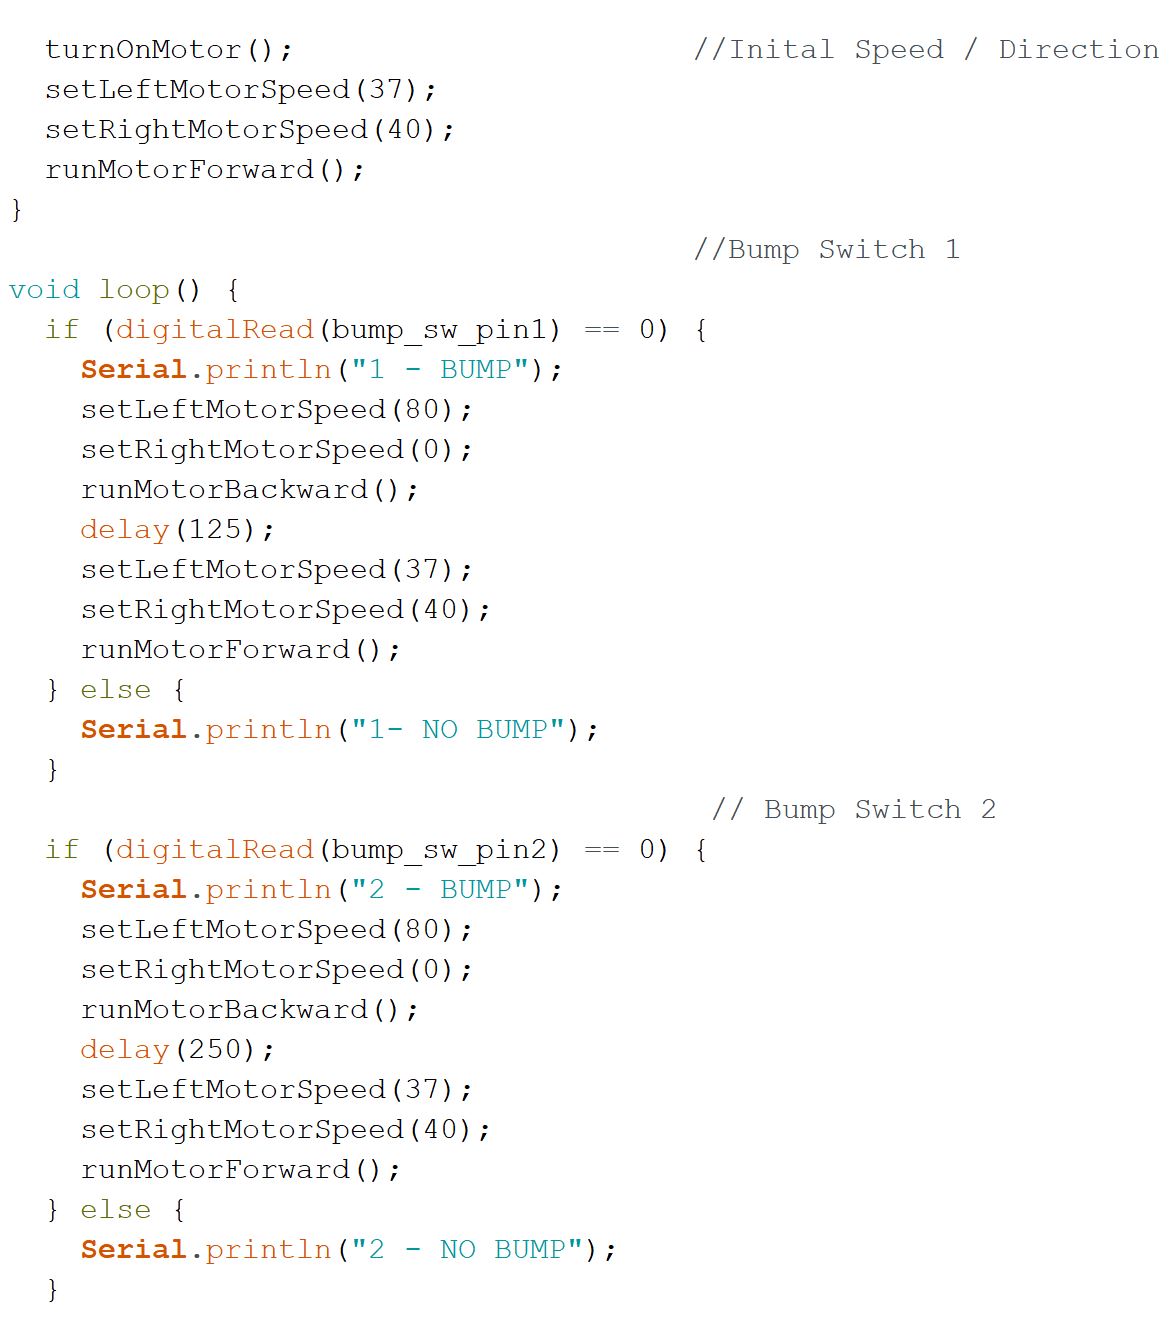 turnOnMotor(); //Inital Speed / Direction
setLeftMotorSpeed(37);
setRightMotorSpeed(40);
runMotorForward();
}
//Bump Switch 1
void loop() {
if (digitalRead(bump_sw_pin1) == 0) {
Serial.println("1 - BUMP");
setLeftMotorSpeed(80);
setRightMotorSpeed(0);
runMotorBackward();
delay(125);
setLeftMotorSpeed(37);
setRightMotorSpeed(40);
runMotorForward();
} else {
Serial.println("1- NO BUMP");
}
// Bump Switch 2
if (digitalRead(bump_sw_pin2) == 0) {
Serial.println("2 - BUMP");
setLeftMotorSpeed(80);
setRightMotorSpeed(0);
runMotorBackward();
delay(250);
setLeftMotorSpeed(37);
setRightMotorSpeed(40);
runMotorForward();
} else {
Serial.println("2 - NO BUMP");
}